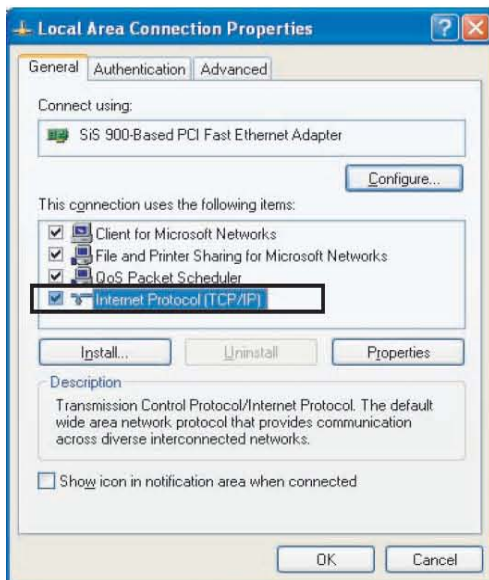 Local Area Connection Properties
General Authentication Advanced
Connect using:
SiS 900-Based PCI Fast Ethernet Adapter
Configure...
This connection uses the following items:
Client for Microsoft Networks
File and Printer Sharing for Microsoft Networks
QoS Packet Scheduler
Internet Protocol (TCP/IP)
Install... Uninstall Properties
Description
Transmission Control Protocol/Internet Protocol. The default
wide area network protocol that provides communication
across diverse interconnected networks.
Show icon in notification area when connected
OK Cancel